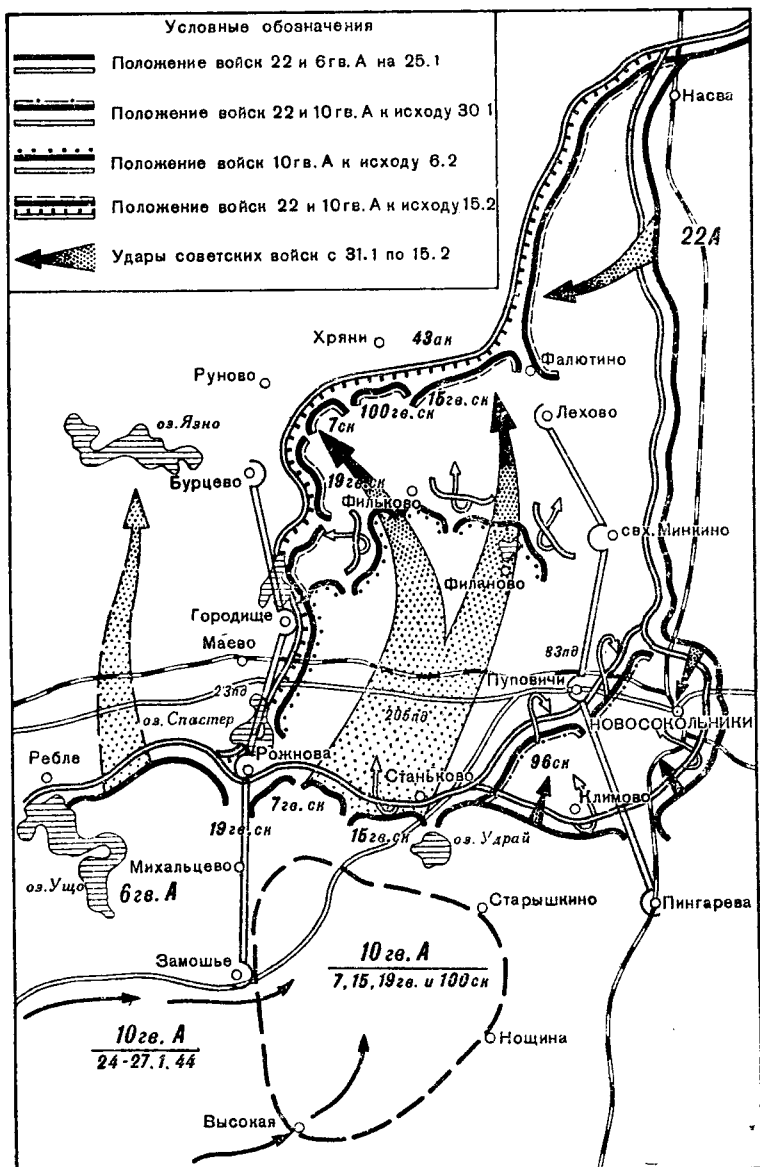 Условные обозначения
Положение войск 22 и 6гв. А на 25.1
Положение войск 22 и 10гв. А к исходу 30 1
Положение войск 10гв. А к исходу 6.2
Положение войск 22 и 10гв. А к исходу 15.2
Удары советских войск с 31.1 по 15.2
Насва
22А
Хряни
43ак
Руново
Фалютино
15гв.ск
100гв.ск
7ск
Лехово
оз.Язно
19гв.ск
Бурцево
Фильково
свх. Минкино
Филаново
Городище
Маево
83пд
Пуповичи
23пд
оз. Спастер
206пд
НОВОСОКОЛЬНИКИ
Ребле
Рожнова
Станьково
96ск
Климово
7гв.ск
19гв.ск
15гв.ск
оз. Удрай
Михальцево
оз.Ущо
6гв. А
Старышкино
Пингарева
Замошье
10гв. А
7, 15, 19гв. и 100ск
10гв. А
24-27.1.44
Нощина
Высокая